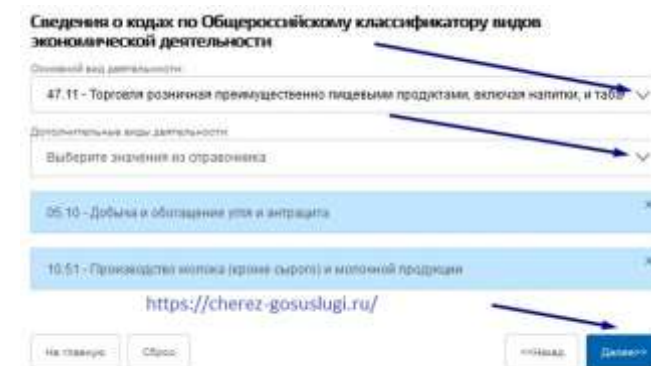 Сведения о кодах по Общероссийскому классификатору видов
экономической деятельности
Основной вид деятельности:
47.11 - Торговля розничная преимущественно пищевыми продуктами, включая напитки, и таба
Дополнительные виды деятельности:
Выберите значения из справочника
05.10 - Добыча и обогащение угля и антрацита
10.51 - Производство молока (кроме сырого) и молочной продукции
https://cherez-gosuslugi.ru/
На главную Сброс <<Назад Далее>>